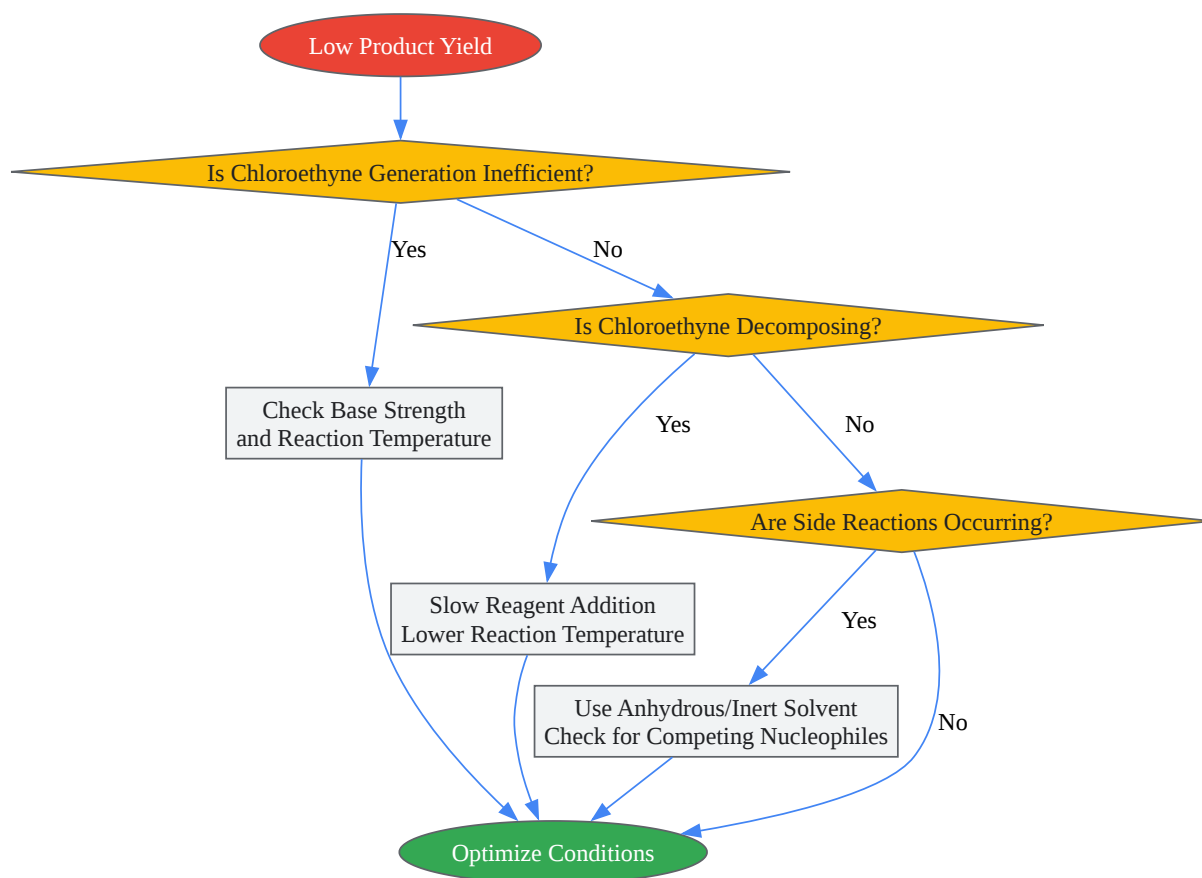 Low Product Yield
Is Chloroethyne Generation Inefficient?
Yes
No
Is Chloroethyne Decomposing?
Check Base Strength
and Reaction Temperature
Yes
No
Are Side Reactions Occurring?
Slow Reagent Addition
Lower Reaction Temperature
Yes
Use Anhydrous/Inert Solvent
Check for Competing Nucleophiles
No
Optimize Conditions